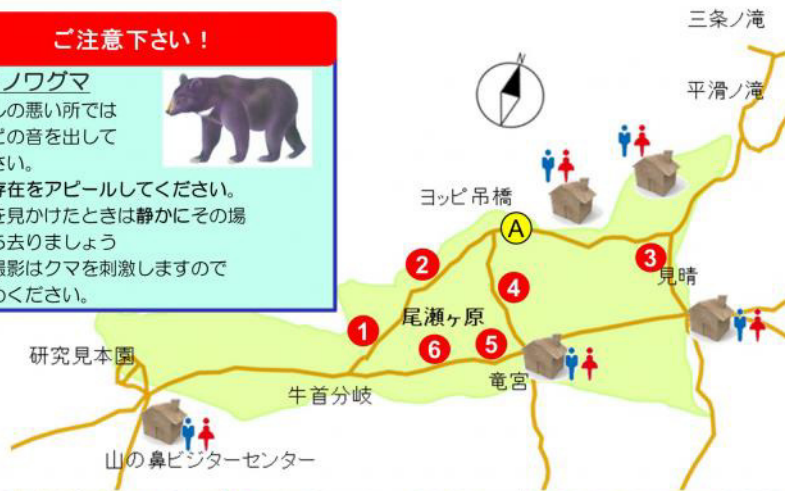 ご注意下さい！
ノワグマ
の悪い所では
の音を出して
さい。
存在をアピールしてください。
を見かけたときは静かにその場
ら去りましょう
撮影はクマを刺激しますので
めください。
N
三条ノ滝
平滑ノ滝
ヨッピ吊橋
A
2
3
見晴
4
尾瀬ヶ原
1
6
5
竜宮
研究見本園
牛首分岐
山の鼻ビジターセンター